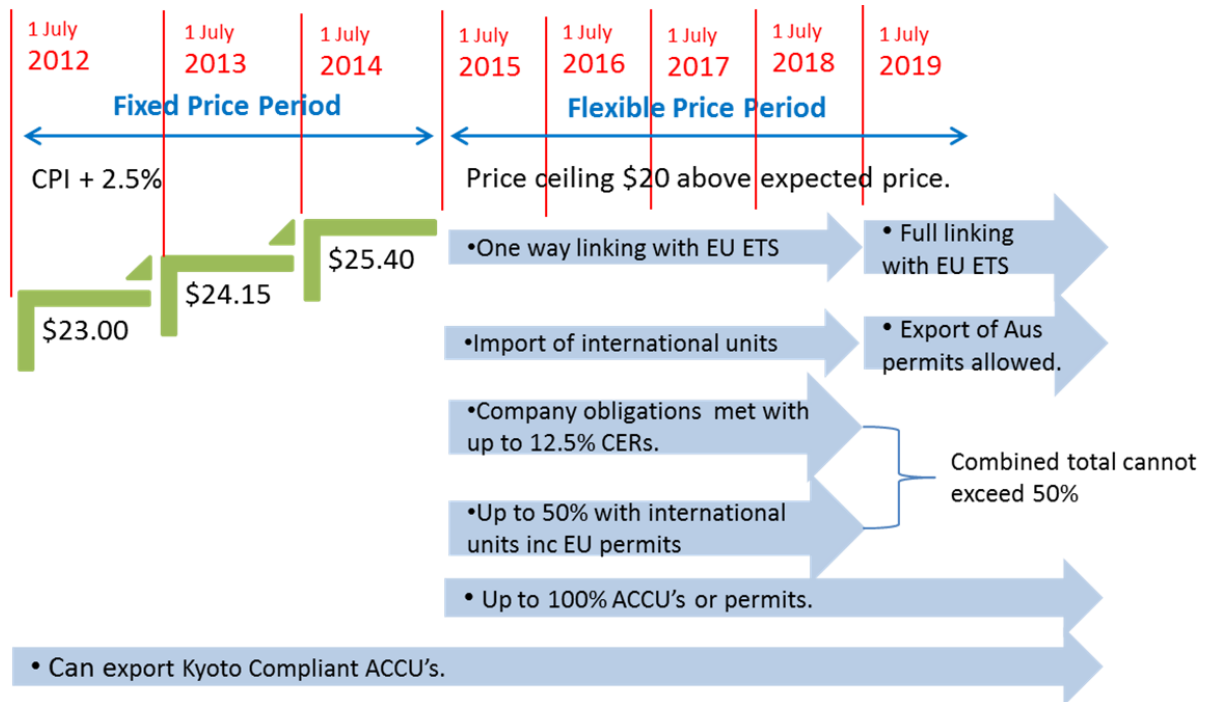 1 July
2012
1 July
2013
1 July
2014
1 July
2015
1 July
2016
1 July
2017
1 July
2018
1 July
2019
Fixed Price Period
Flexible Price Period
CPI + 2.5%
Price ceiling $20 above expected price.
$23.00
$24.15
$25.40
•One way linking with EU ETS
• Full linking
with EU ETS
•Import of international units
• Export of Aus
permits allowed.
•Company obligations met with
up to 12.5% CERs.
•Up to 50% with international
units inc EU permits
Combined total cannot
exceed 50%
• Up to 100% ACCU's or permits.
• Can export Kyoto Compliant ACCU's.